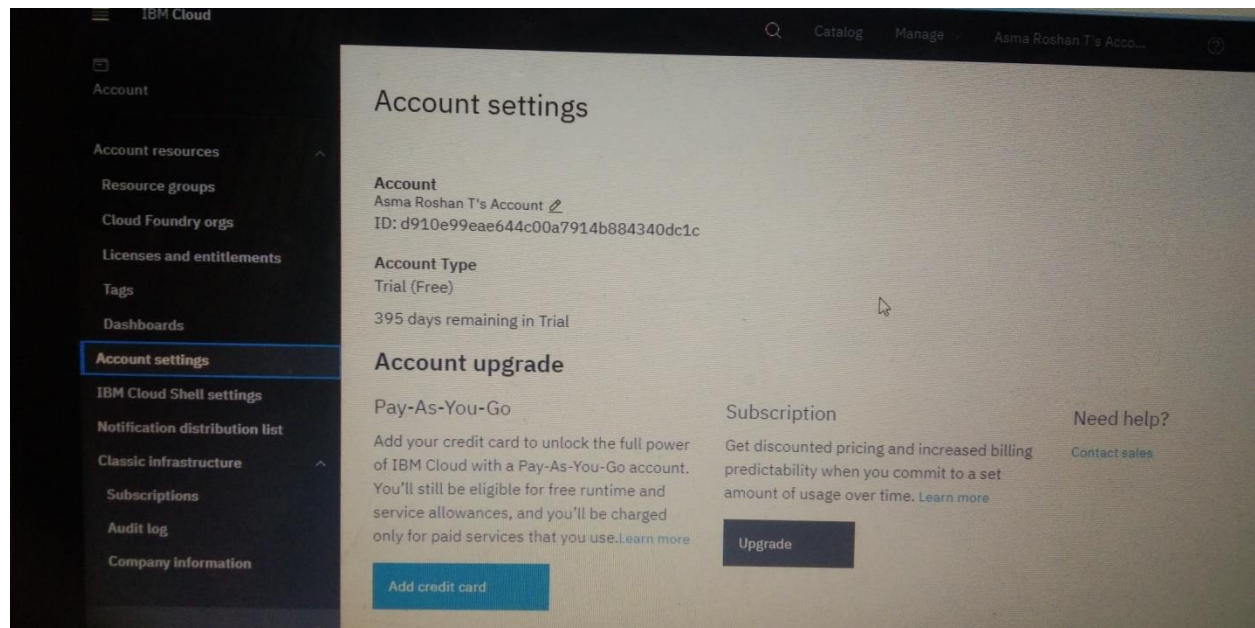 IBM Cloud
Catalog
Manage
Asma Roshan T's Acco...
Account
Account resources
Resource groups
Cloud Foundry orgs
Licenses and entitlements
Tags
Dashboards
Account settings
IBM Cloud Shell settings
Notification distribution list
Classic infrastructure
Subscriptions
Audit log
Company information
Account settings
Account
Asma Roshan T's Account
ID: d910e99eae644c00a7914b884340dc1c
Account Type
Trial (Free)
395 days remaining in Trial
Account upgrade
Pay-As-You-Go
Add your credit card to unlock the full power
of IBM Cloud with a Pay-As-You-Go account.
You'll still be eligible for free runtime and
service allowances, and you'll be charged
only for paid services that you use.Learn more
Add credit card
Subscription
Get discounted pricing and increased billing
predictability when you commit to a set
amount of usage over time. Learn more
Upgrade
Need help?
Contact sales